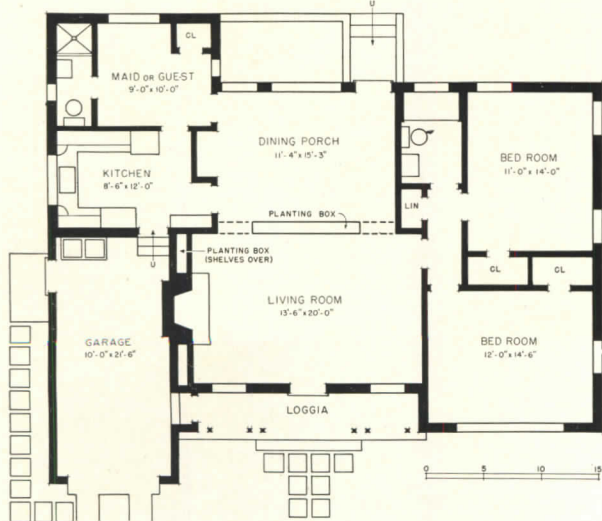 U
CL
MAID OR GUEST
9'-0" x 10'-0"
DINING PORCH
11'-4" x 15'-3"
BED ROOM
11'-0" x 14'-0"
KITCHEN
8'-6" x 12'-0"
LIN
PLANTING BOX
U
PLANTING BOX
(SHELVES OVER)
CL
CL
LIVING ROOM
13'-6" x 20'-0"
GARAGE
10'-0" x 21'-6"
BED ROOM
12'-0" x 14'-6"
LOGGIA
0 5 10 15